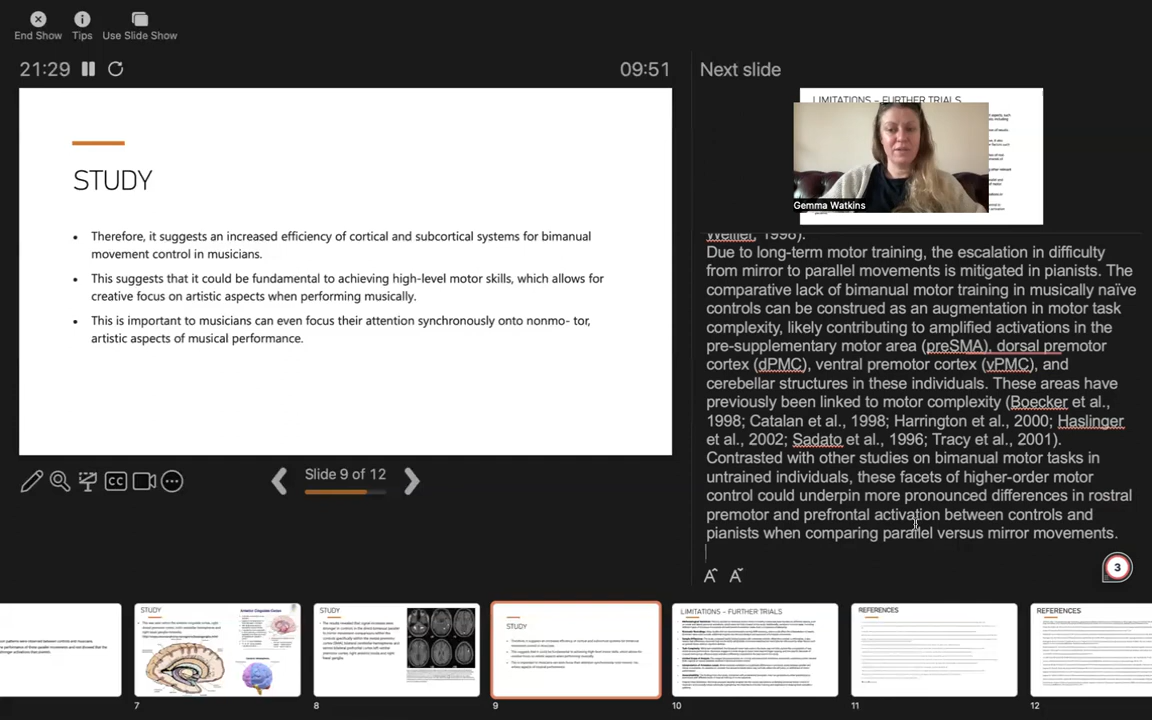 End Show
Tips
Use Slide Show
21:29
09:51
Next slide
STUDY
• Therefore, it suggests an increased efficiency of cortical and subcortical systems for bimanual
movement control in musicians.
• This suggests that it could be fundamental to achieving high-level motor skills, which allows for
creative focus on artistic aspects when performing musically.
• This is important to musicians can even focus their attention synchronously onto nonmo- tor,
artistic aspects of musical performance.
LIMITATIONS – FURTHER TRIALS
Gemma Watkins
Weiller, 1998).
Due to long-term motor training, the escalation in difficulty
from mirror to parallel movements is mitigated in pianists. The
comparative lack of bimanual motor training in musically naïve
controls can be construed as an augmentation in motor task
complexity, likely contributing to amplified activations in the
pre-supplementary motor area (preSMA), dorsal premotor
cortex (dPMC), ventral premotor cortex (vPMC), and
cerebellar structures in these individuals. These areas have
previously been linked to motor complexity (Boecker et al.,
1998; Catalan et al., 1998; Harrington et al., 2000; Haslinger
et al., 2002; Sadato et al., 1996; Tracy et al., 2001).
Contrasted with other studies on bimanual motor tasks in
untrained individuals, these facets of higher-order motor
control could underpin more pronounced differences in rostral
premotor and prefrontal activation between controls and
pianists when comparing parallel versus mirror movements.
CC
Slide 9 of 12
A A
3
STUDY
STUDY
STUDY
LIMITATIONS – FURTHER TRIALS
REFERENCES
REFERENCES
7
8
9
10
11
12